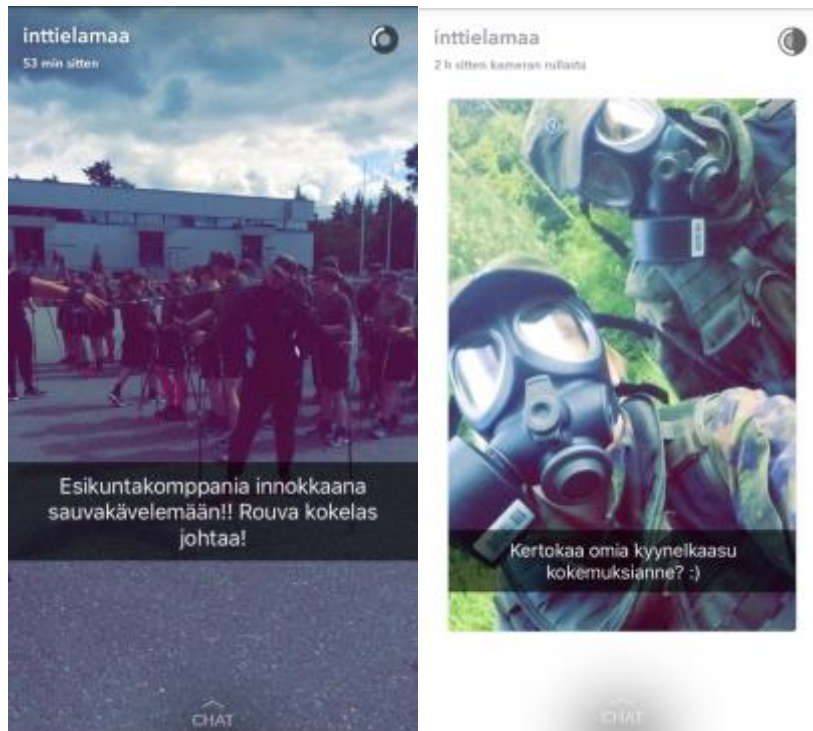 inttielamaa
53 min sitten
Esikuntakomppania innokkaana
sauvakävelemään!! Rouva kokelas
johtaa!
CHAT
inttielamaa
2 h sitten kameran rullasta
Kertokaa omia kyynelkaasu
kokemuksianne? :)
CHAT